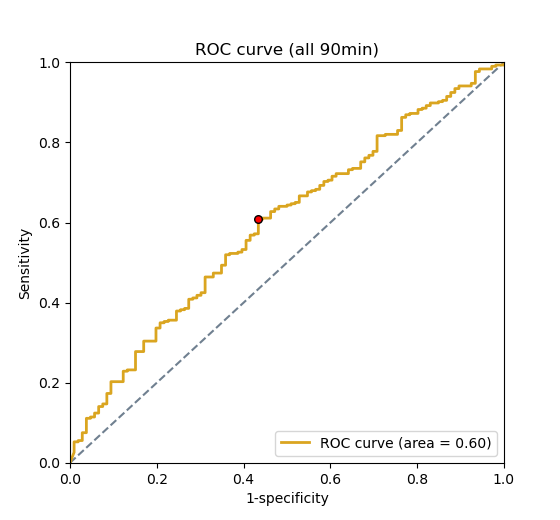 ROC curve (all 90min)
1.0
0.8
0.6
0.4
0.2
0.0
Sensitivity
ROC curve (area = 0.60)
0.0 0.2 0.4 0.6 0.8 1.0
1-specificity